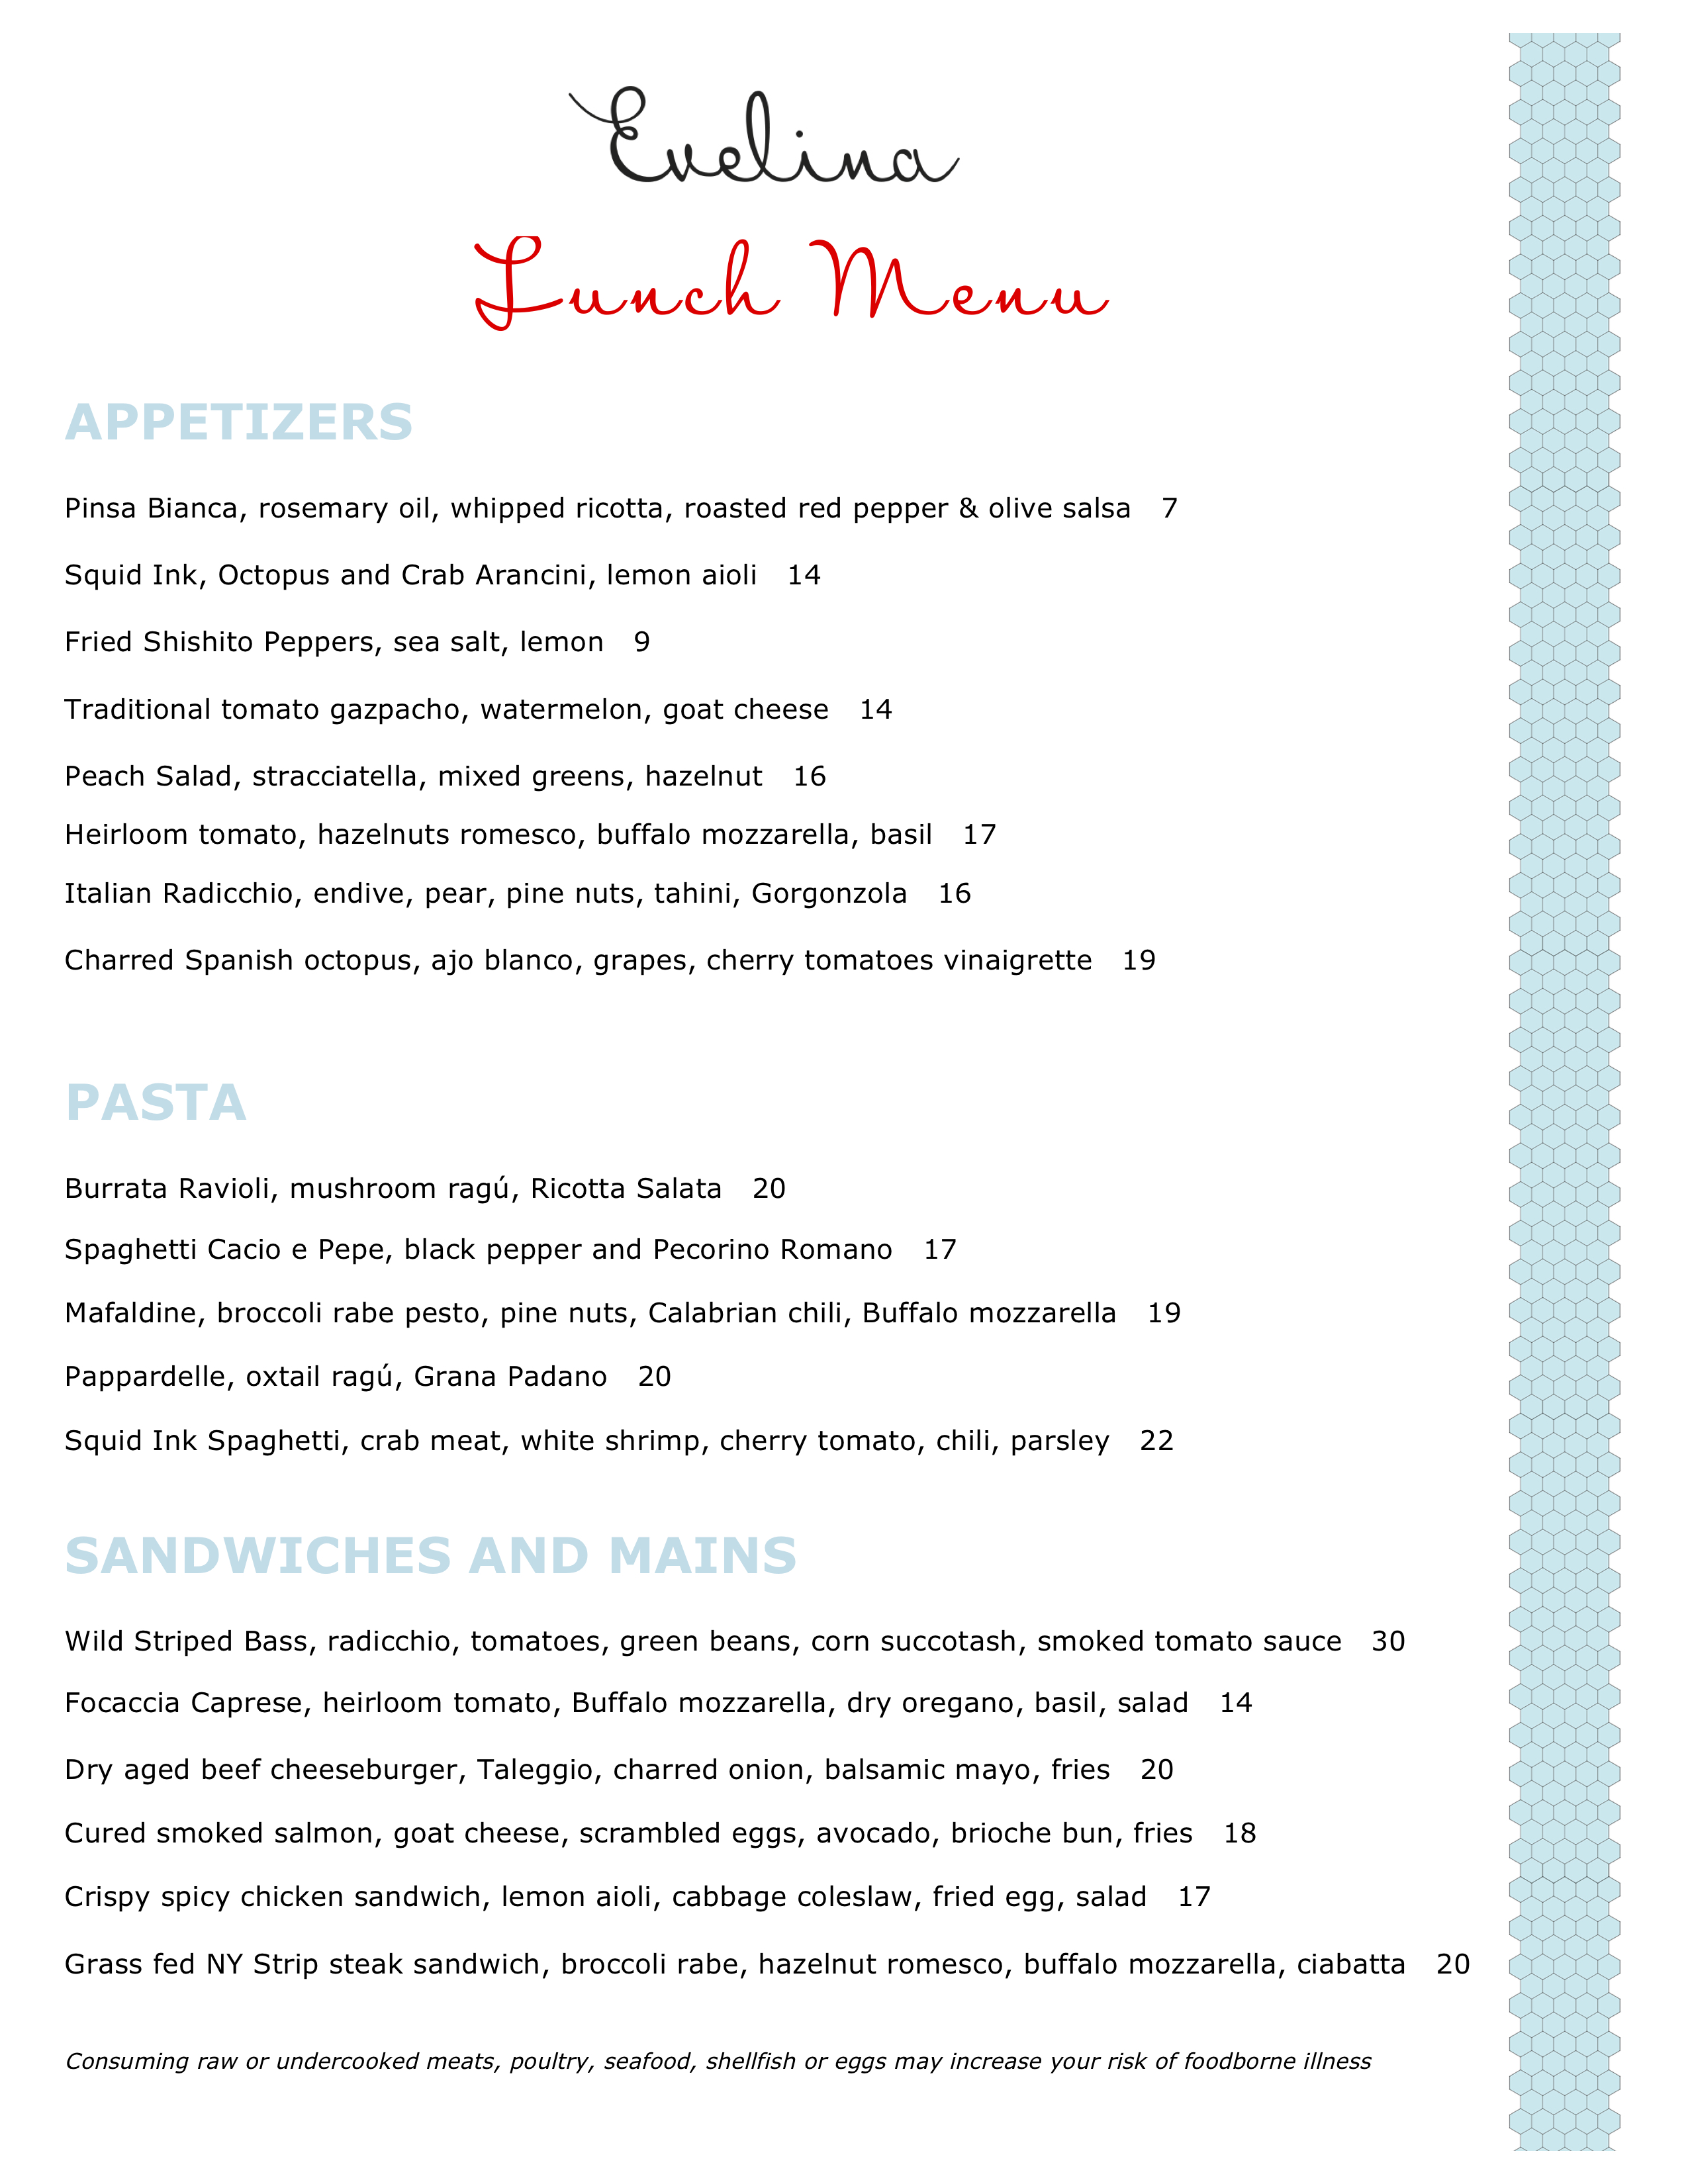 Evelina
Lunch Menu
APPETIZERS
Pinsa Bianca, rosemary oil, whipped ricotta, roasted red pepper & olive salsa 7
Squid Ink, Octopus and Crab Arancini, lemon aioli 14
Fried Shishito Peppers, sea salt, lemon 9
Traditional tomato gazpacho, watermelon, goat cheese 14
Peach Salad, stracciatella, mixed greens, hazelnut 16
Heirloom tomato, hazelnuts romesco, buffalo mozzarella, basil 17
Italian Radicchio, endive, pear, pine nuts, tahini, Gorgonzola 16
Charred Spanish octopus, ajo blanco, grapes, cherry tomatoes vinaigrette 19
PASTA
Burrata Ravioli, mushroom ragú, Ricotta Salata 20
Spaghetti Cacio e Pepe, black pepper and Pecorino Romano 17
Mafaldine, broccoli rabe pesto, pine nuts, Calabrian chili, Buffalo mozzarella 19
Pappardelle, oxtail ragú, Grana Padano 20
Squid Ink Spaghetti, crab meat, white shrimp, cherry tomato, chili, parsley 22
SANDWICHES AND MAINS
Wild Striped Bass, radicchio, tomatoes, green beans, corn succotash, smoked tomato sauce 30
Focaccia Caprese, heirloom tomato, Buffalo mozzarella, dry oregano, basil, salad 14
Dry aged beef cheeseburger, Taleggio, charred onion, balsamic mayo, fries 20
Cured smoked salmon, goat cheese, scrambled eggs, avocado, brioche bun, fries 18
Crispy spicy chicken sandwich, lemon aioli, cabbage coleslaw, fried egg, salad 17
Grass fed NY Strip steak sandwich, broccoli rabe, hazelnut romesco, buffalo mozzarella, ciabatta 20
Consuming raw or undercooked meats, poultry, seafood, shellfish or eggs may increase your risk of foodborne illness